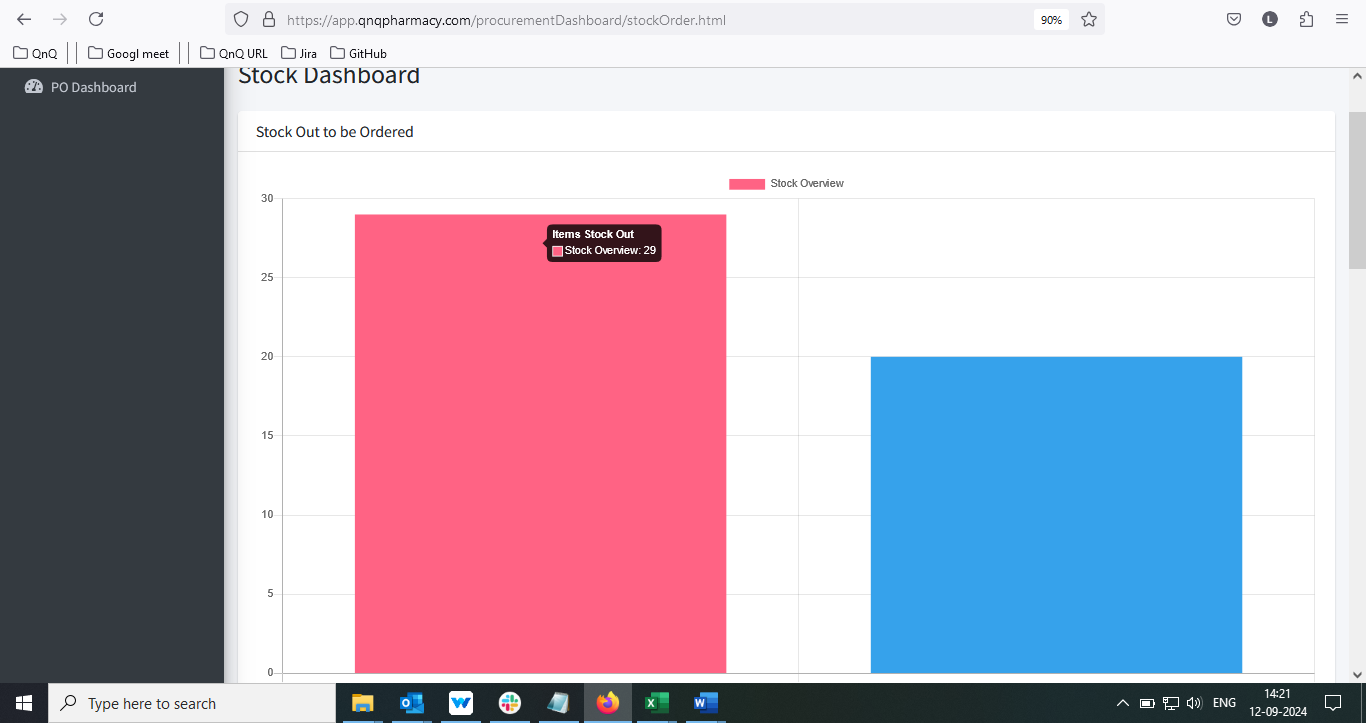 https://app.qnqpharmacy.com/procurementDashboard/stockOrder.html
90%
L
QnQ
Googl meet
QnQ URL
Jira
GitHub
PO Dashboard
Stock Dashboard
Stock Out to be Ordered
Stock Overview
30
Items Stock Out
Stock Overview: 29
25
20
15
10
5
0
Type here to search
ENG
14:21
12-09-2024